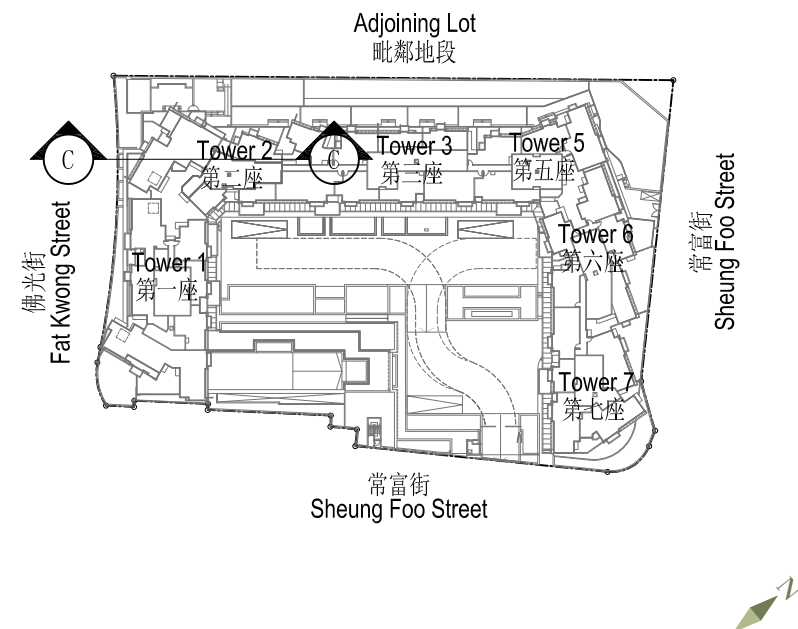 Adjoining Lot
毗鄰地段
C
C
Tower 2
第二座
Tower 3
第三座
Tower 5
第五座
Tower 1
第一座
Tower 6
第六座
Tower 7
第七座
佛光街
Fat Kwong Street
常富街
Sheung Foo Street
常富街
Sheung Foo Street
N